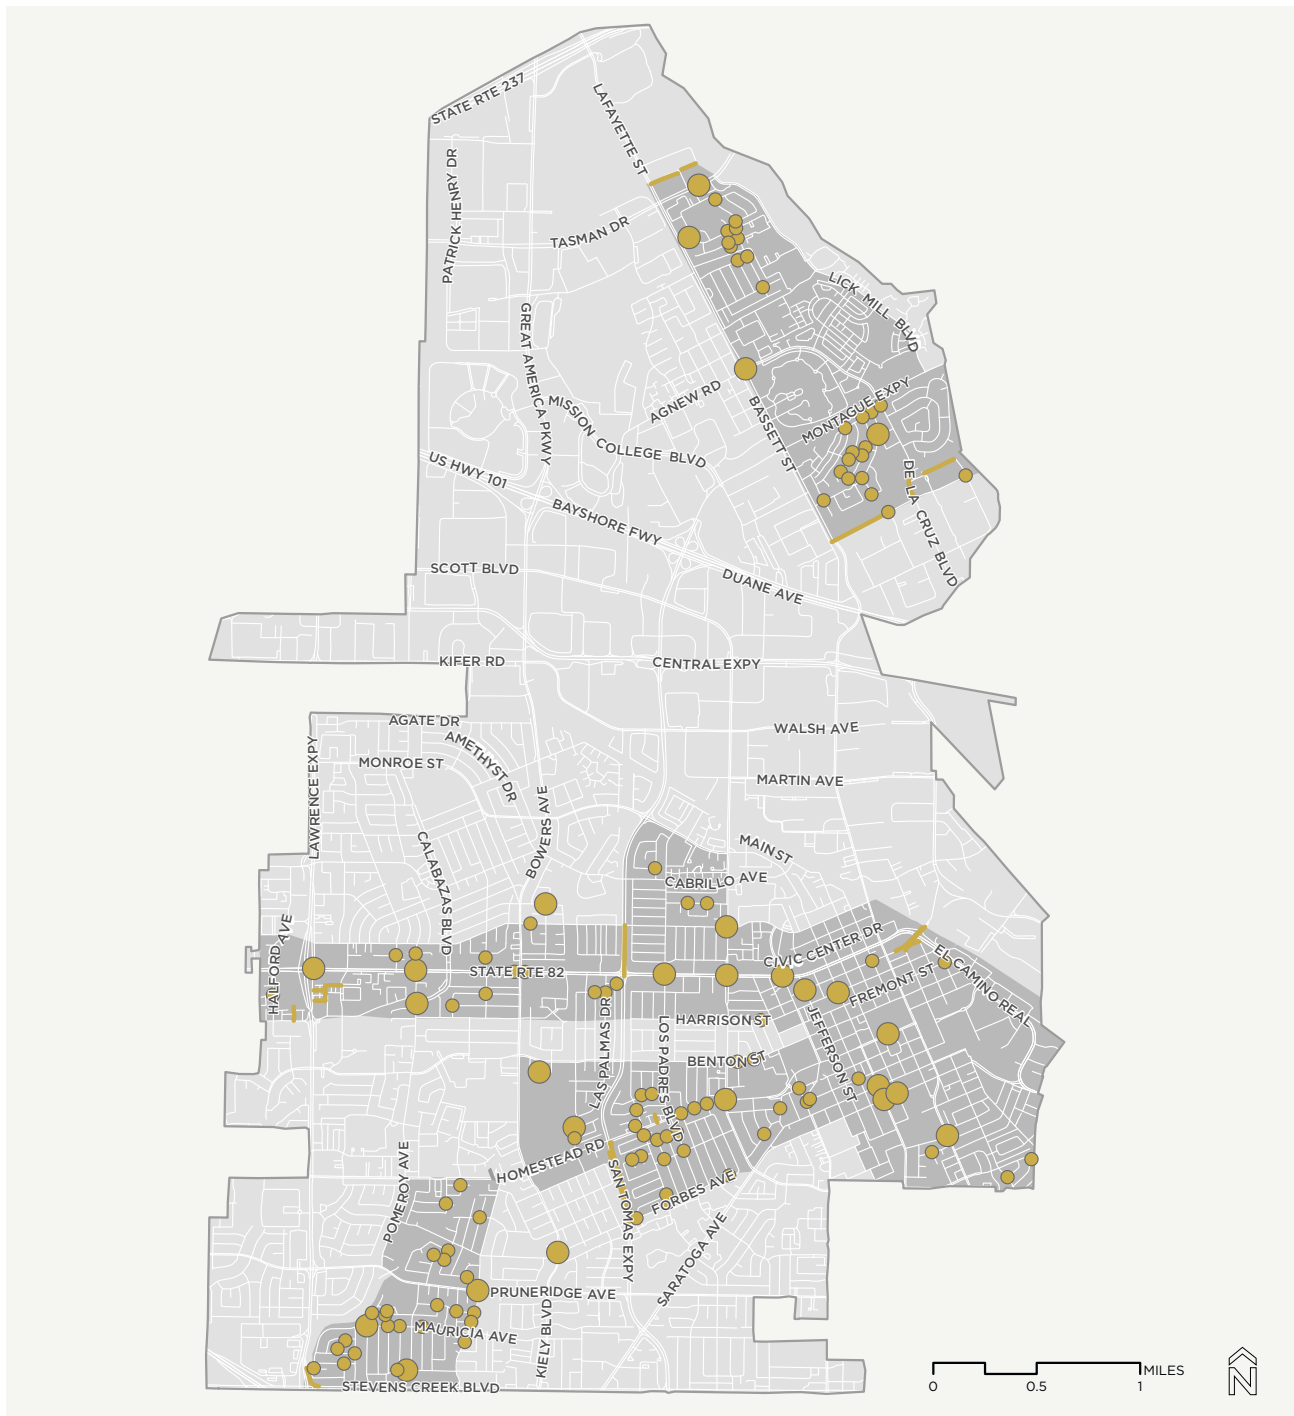 STATE RTE 237
LAFAYETTE ST
PATRICK HENRY DR
TASMAN DR
LICK MILL BLVD
GREAT AMERICA PKWY
AGNEW RD
MONTAGUE EXPY
MISSION COLLEGE BLVD
BASSETT ST
US HWY 101
DE LA CRUZ BLVD
BAYSHORE FWY
SCOTT BLVD
DUANE AVE
KIFER RD
CENTRAL EXPY
AGATE DR
WALSH AVE
AMETHYST DR
MONROE ST
LAWRENCE EXPY
MARTIN AVE
BOWERS AVE
CALABAZAS BLVD
MAIN ST
CABRILLO AVE
HALFORD AVE
CIVIC CENTER DR
EL CAMINO REAL
STATE RTE 82
FREMONT ST
HARRISON ST
LAS PALMAS DR
LOS PADRES BLVD
JEFFERSON ST
BENTON ST
HOMESTEAD RD
POMEROY AVE
SAN TOMAS EXPY
FORBES AVE
SARATOGA AVE
PRUNERIDGE AVE
MAURICIA AVE
KIELY BLVD
STEVENS CREEK BLVD
MILES
0 0.5 1
N